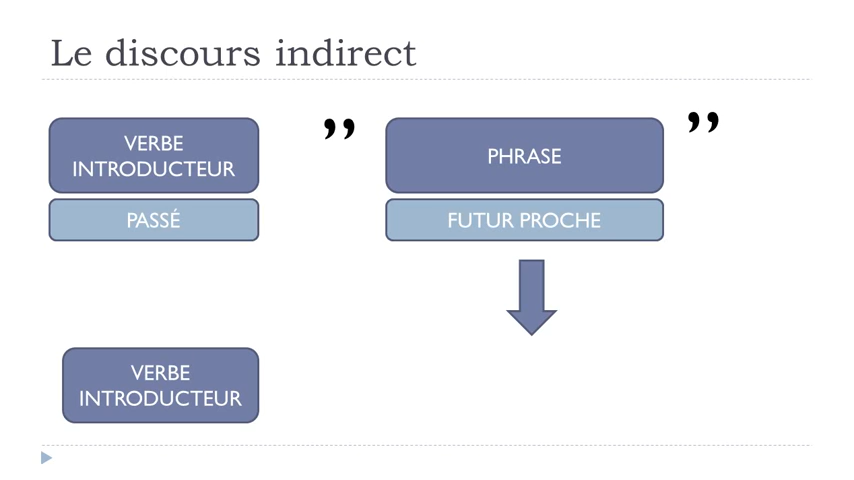 Le discours indirect
VERBE
INTRODUCTEUR
” PHRASE ”
PASSÉ
FUTUR PROCHE
VERBE
INTRODUCTEUR